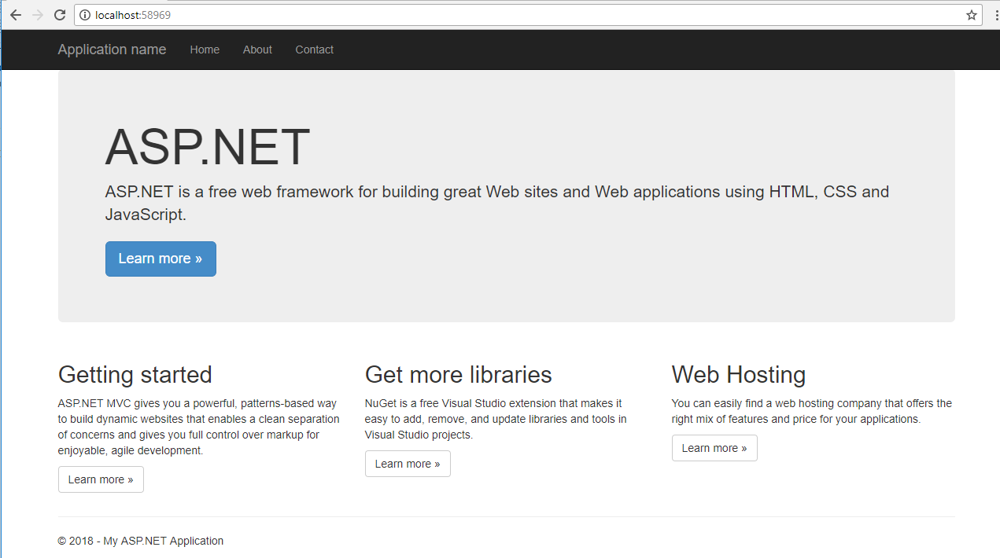 localhost:58969
Application name Home About Contact
ASP.NET
ASP.NET is a free web framework for building great Web sites and Web applications using HTML, CSS and
JavaScript.
Learn more »
Getting started
ASP.NET MVC gives you a powerful, patterns-based way
to build dynamic websites that enables a clean separation
of concerns and gives you full control over markup for
enjoyable, agile development.
Learn more »
Get more libraries
NuGet is a free Visual Studio extension that makes it
easy to add, remove, and update libraries and tools in
Visual Studio projects.
Learn more »
Web Hosting
You can easily find a web hosting company that offers the
right mix of features and price for your applications.
Learn more »
© 2018 - My ASP.NET Application